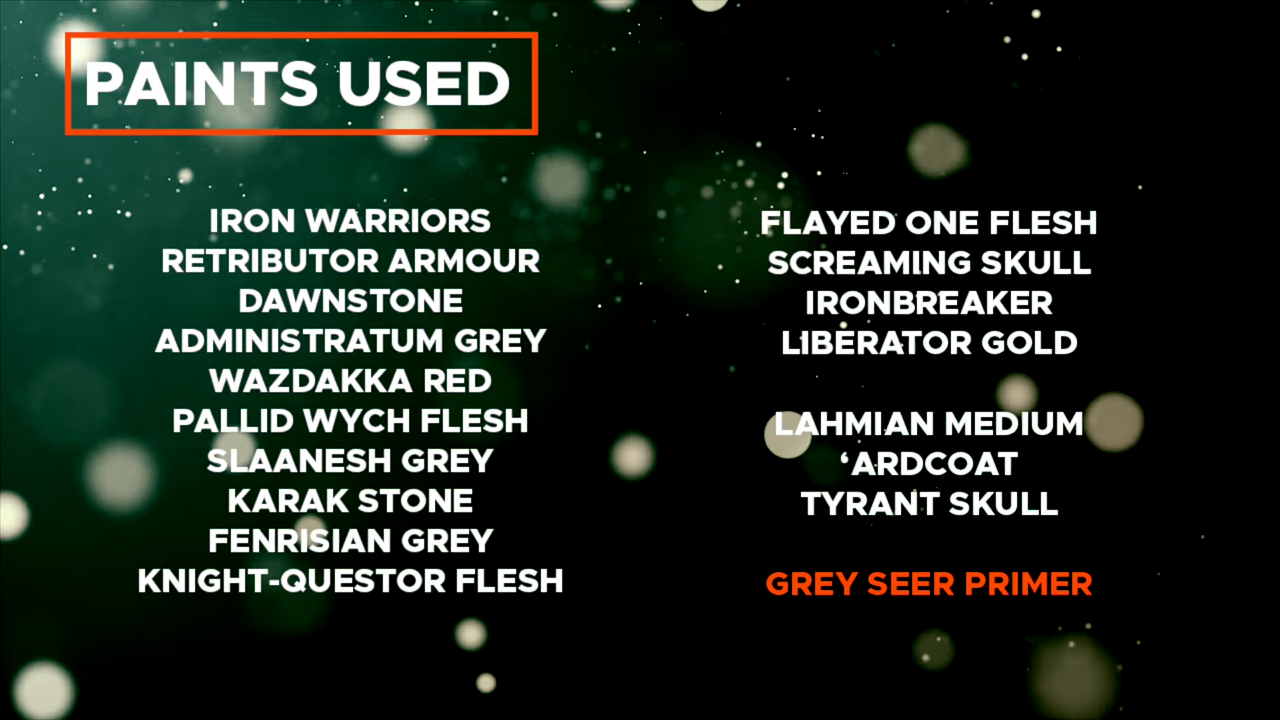 PAINTS USED
IRON WARRIORS
RETRIBUTOR ARMOUR
DAWNSTONE
ADMINISTRATUM GREY
WAZDAKKA RED
PALLID WYCH FLESH
SLAANESH GREY
KARAK STONE
FENRISIAN GREY
KNIGHT-QUESTOR FLESH
FLAYED ONE FLESH
SCREAMING SKULL
IRONBREAKER
LIBERATOR GOLD
LAHMIAN MEDIUM
‘ARDCOAT
TYRANT SKULL
GREY SEER PRIMER